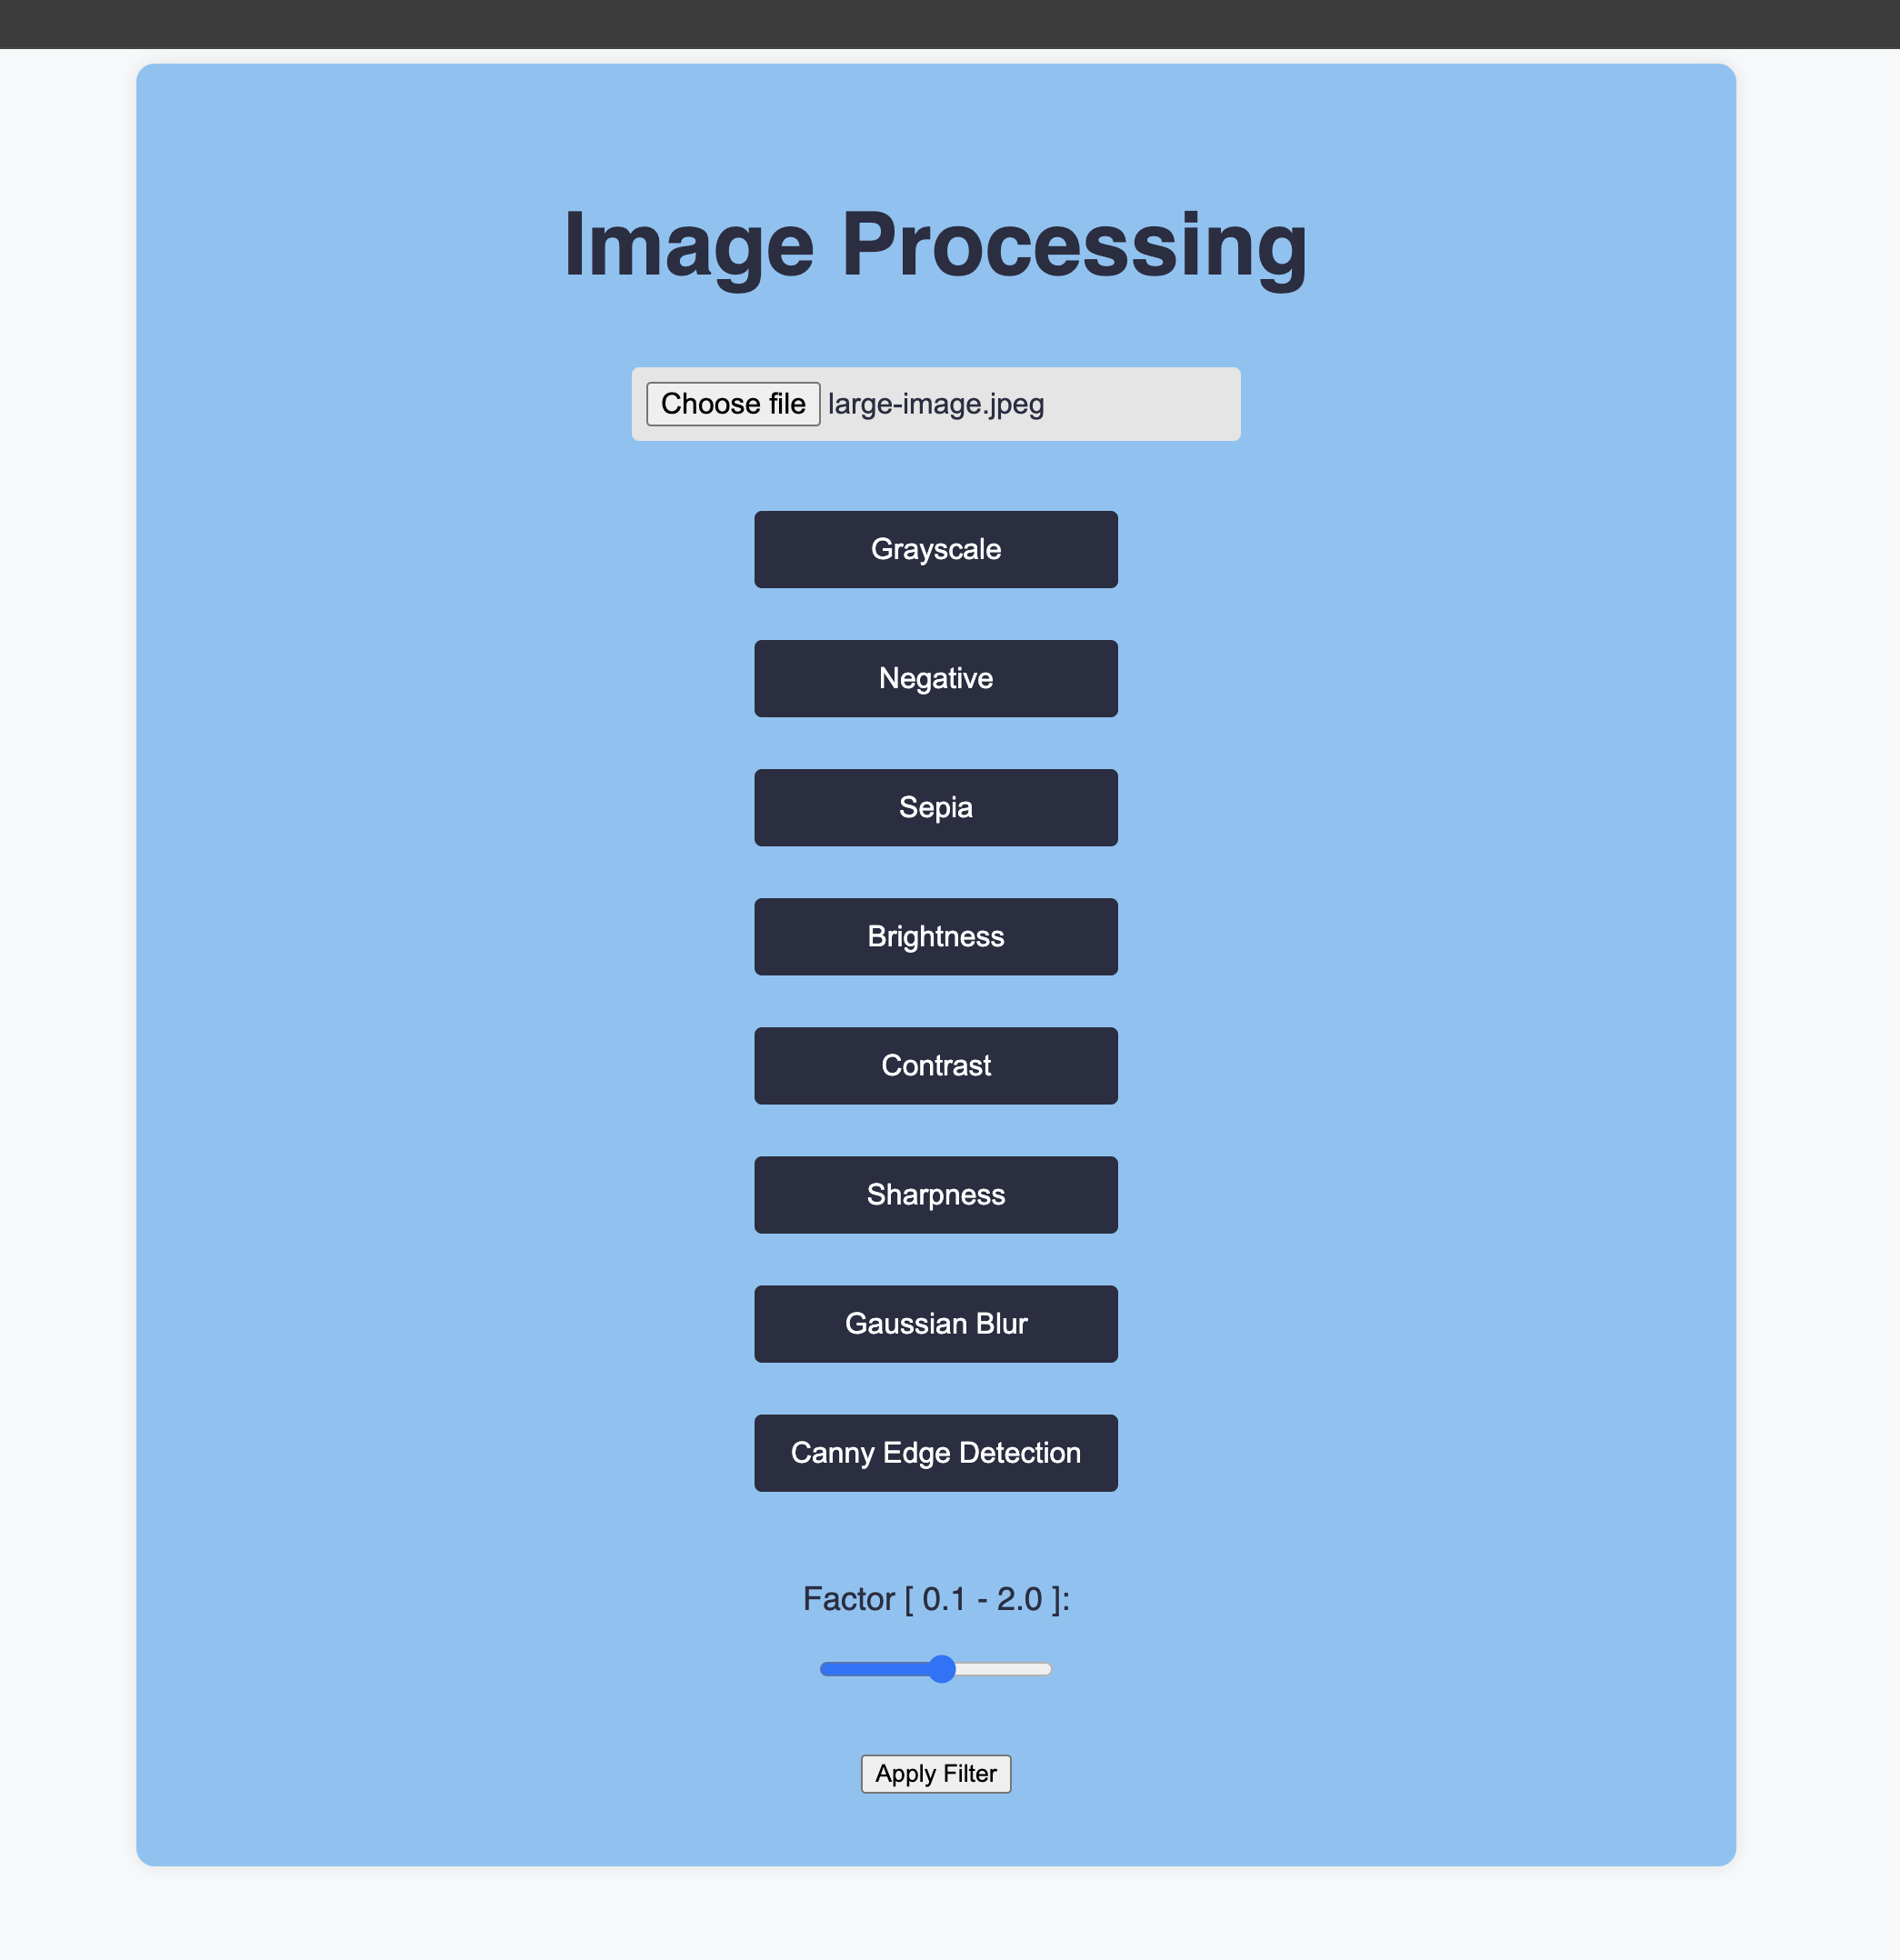 Image Processing
Choose file large-image.jpeg
Grayscale
Negative
Sepia
Brightness
Contrast
Sharpness
Gaussian Blur
Canny Edge Detection
Factor [ 0.1 - 2.0 ]:
Apply Filter